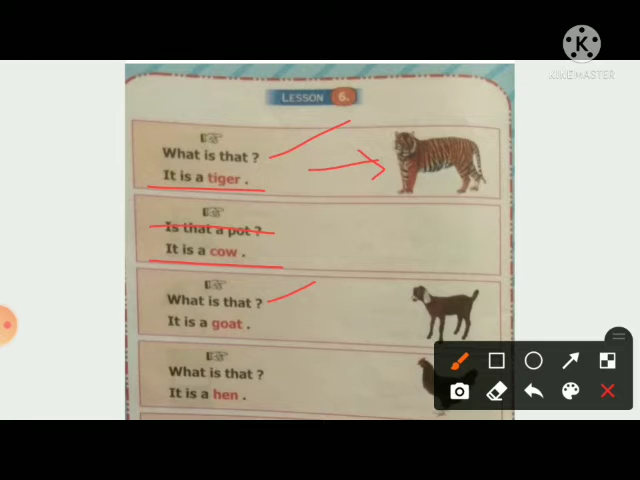 K
KINEMASTER
LESSON 6.
What is that ?
It is a tiger .
Is that a pot ?
It is a cow .
What is that ?
It is a goat .
What is that ?
It is a hen .